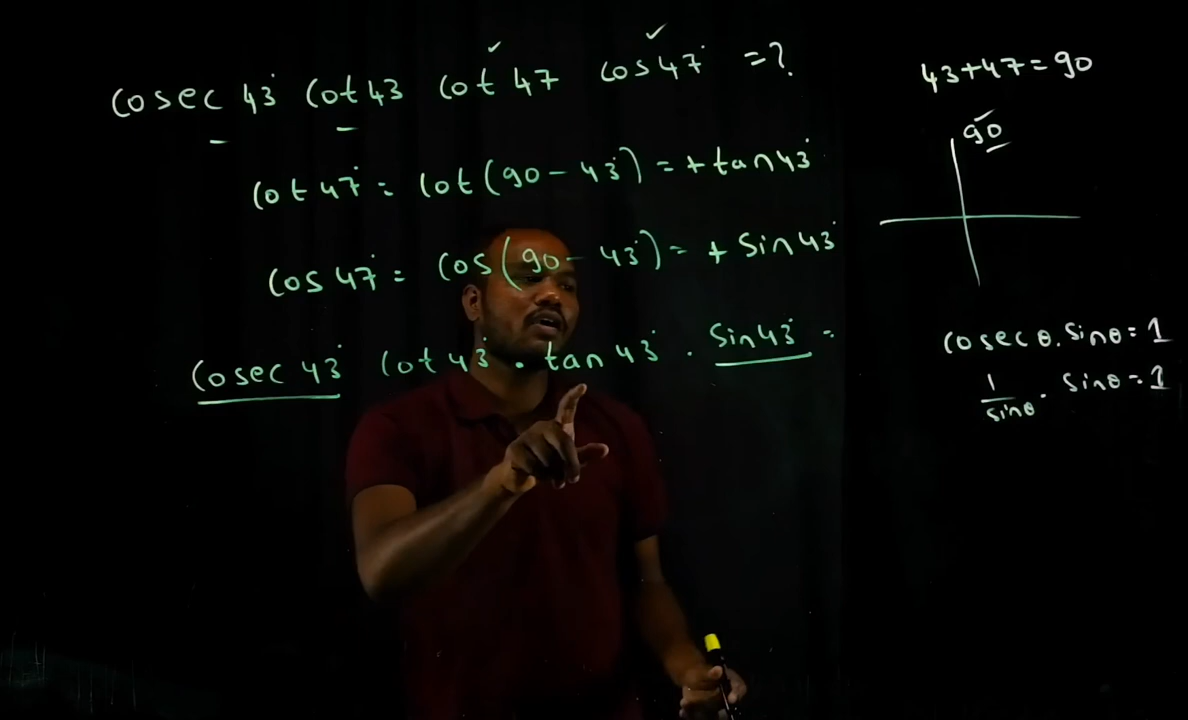 cosec 43° cot 43 cot 47 cos 47° = ?
cot 47° = cot (90 - 43°) = + tan 43°
cos 47° = cos (90 - 43°) = + sin 43°
cosec 43° cot 43° . tan 43° . sin 43° =
43 + 47 = 90
90
cosec θ . sin θ = 1
1/sin θ . sin θ = 1